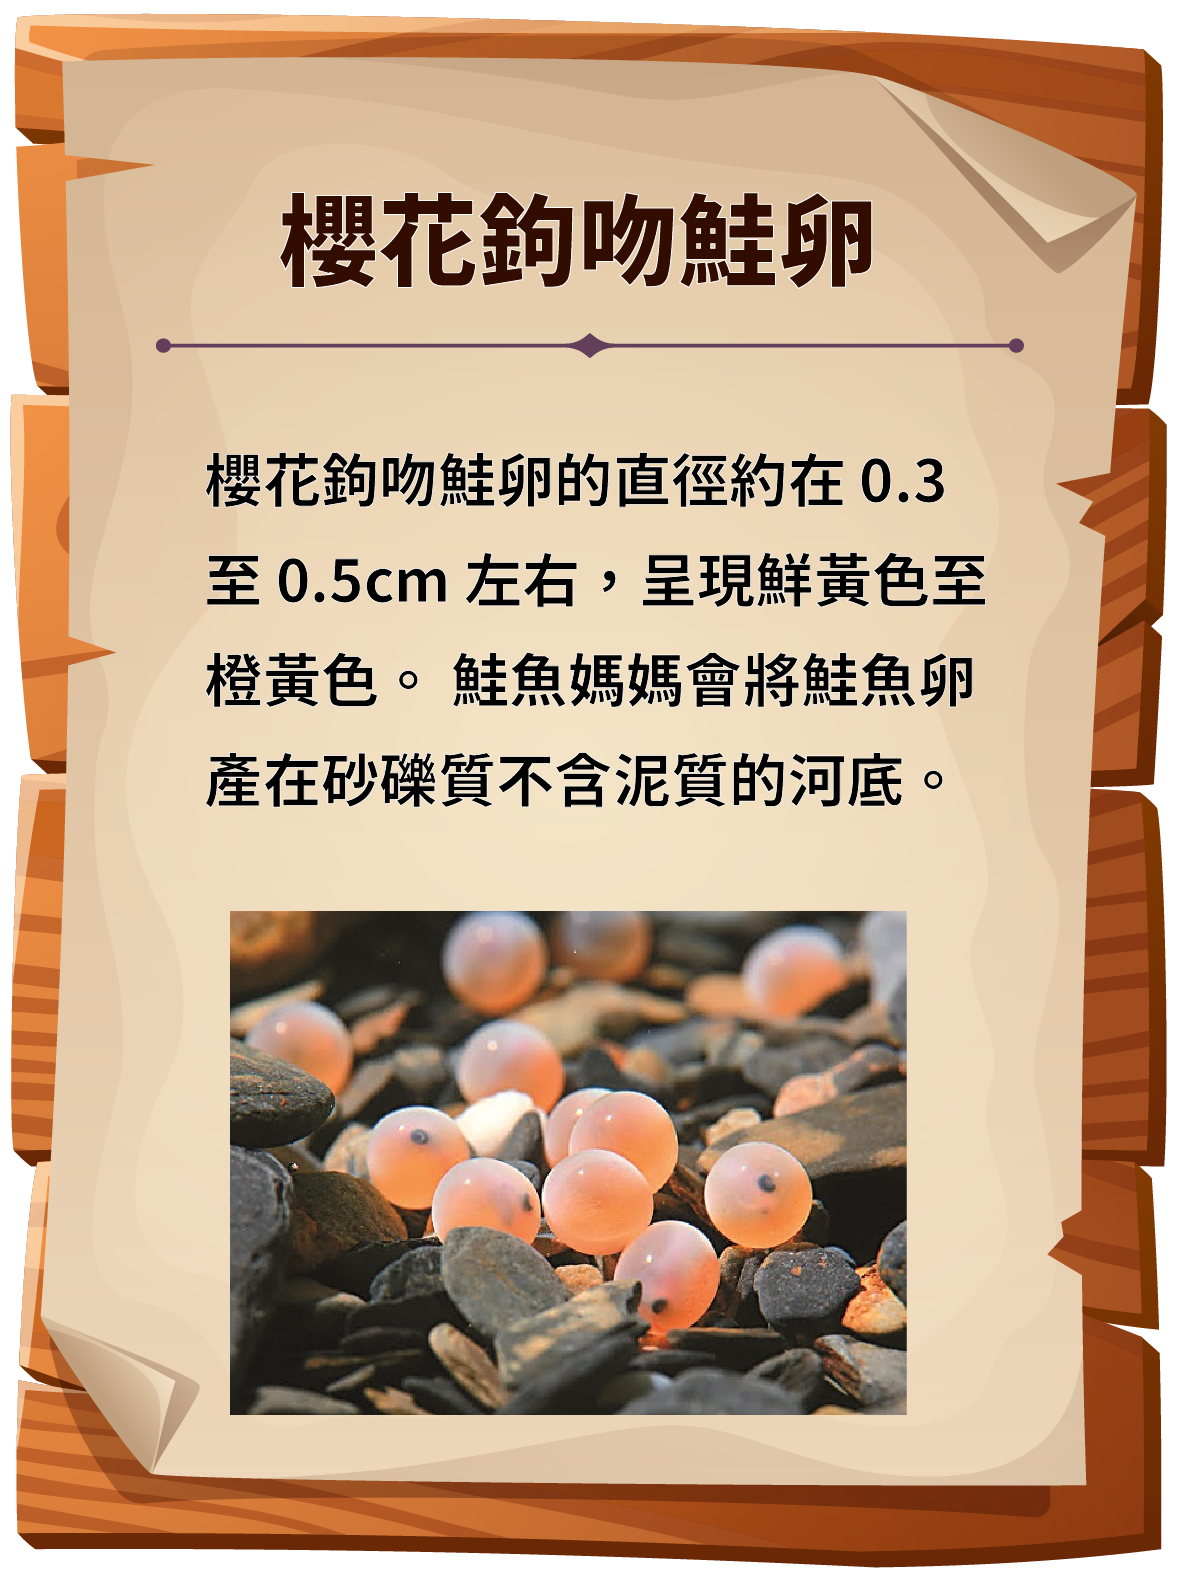 櫻花鉤吻鮭卵
櫻花鉤吻鮭卵的直徑約在 0.3
至 0.5cm 左右，呈現鮮黃色至
橙黃色。 鮭魚媽媽會將鮭魚卵
產在砂礫質不含泥質的河底。